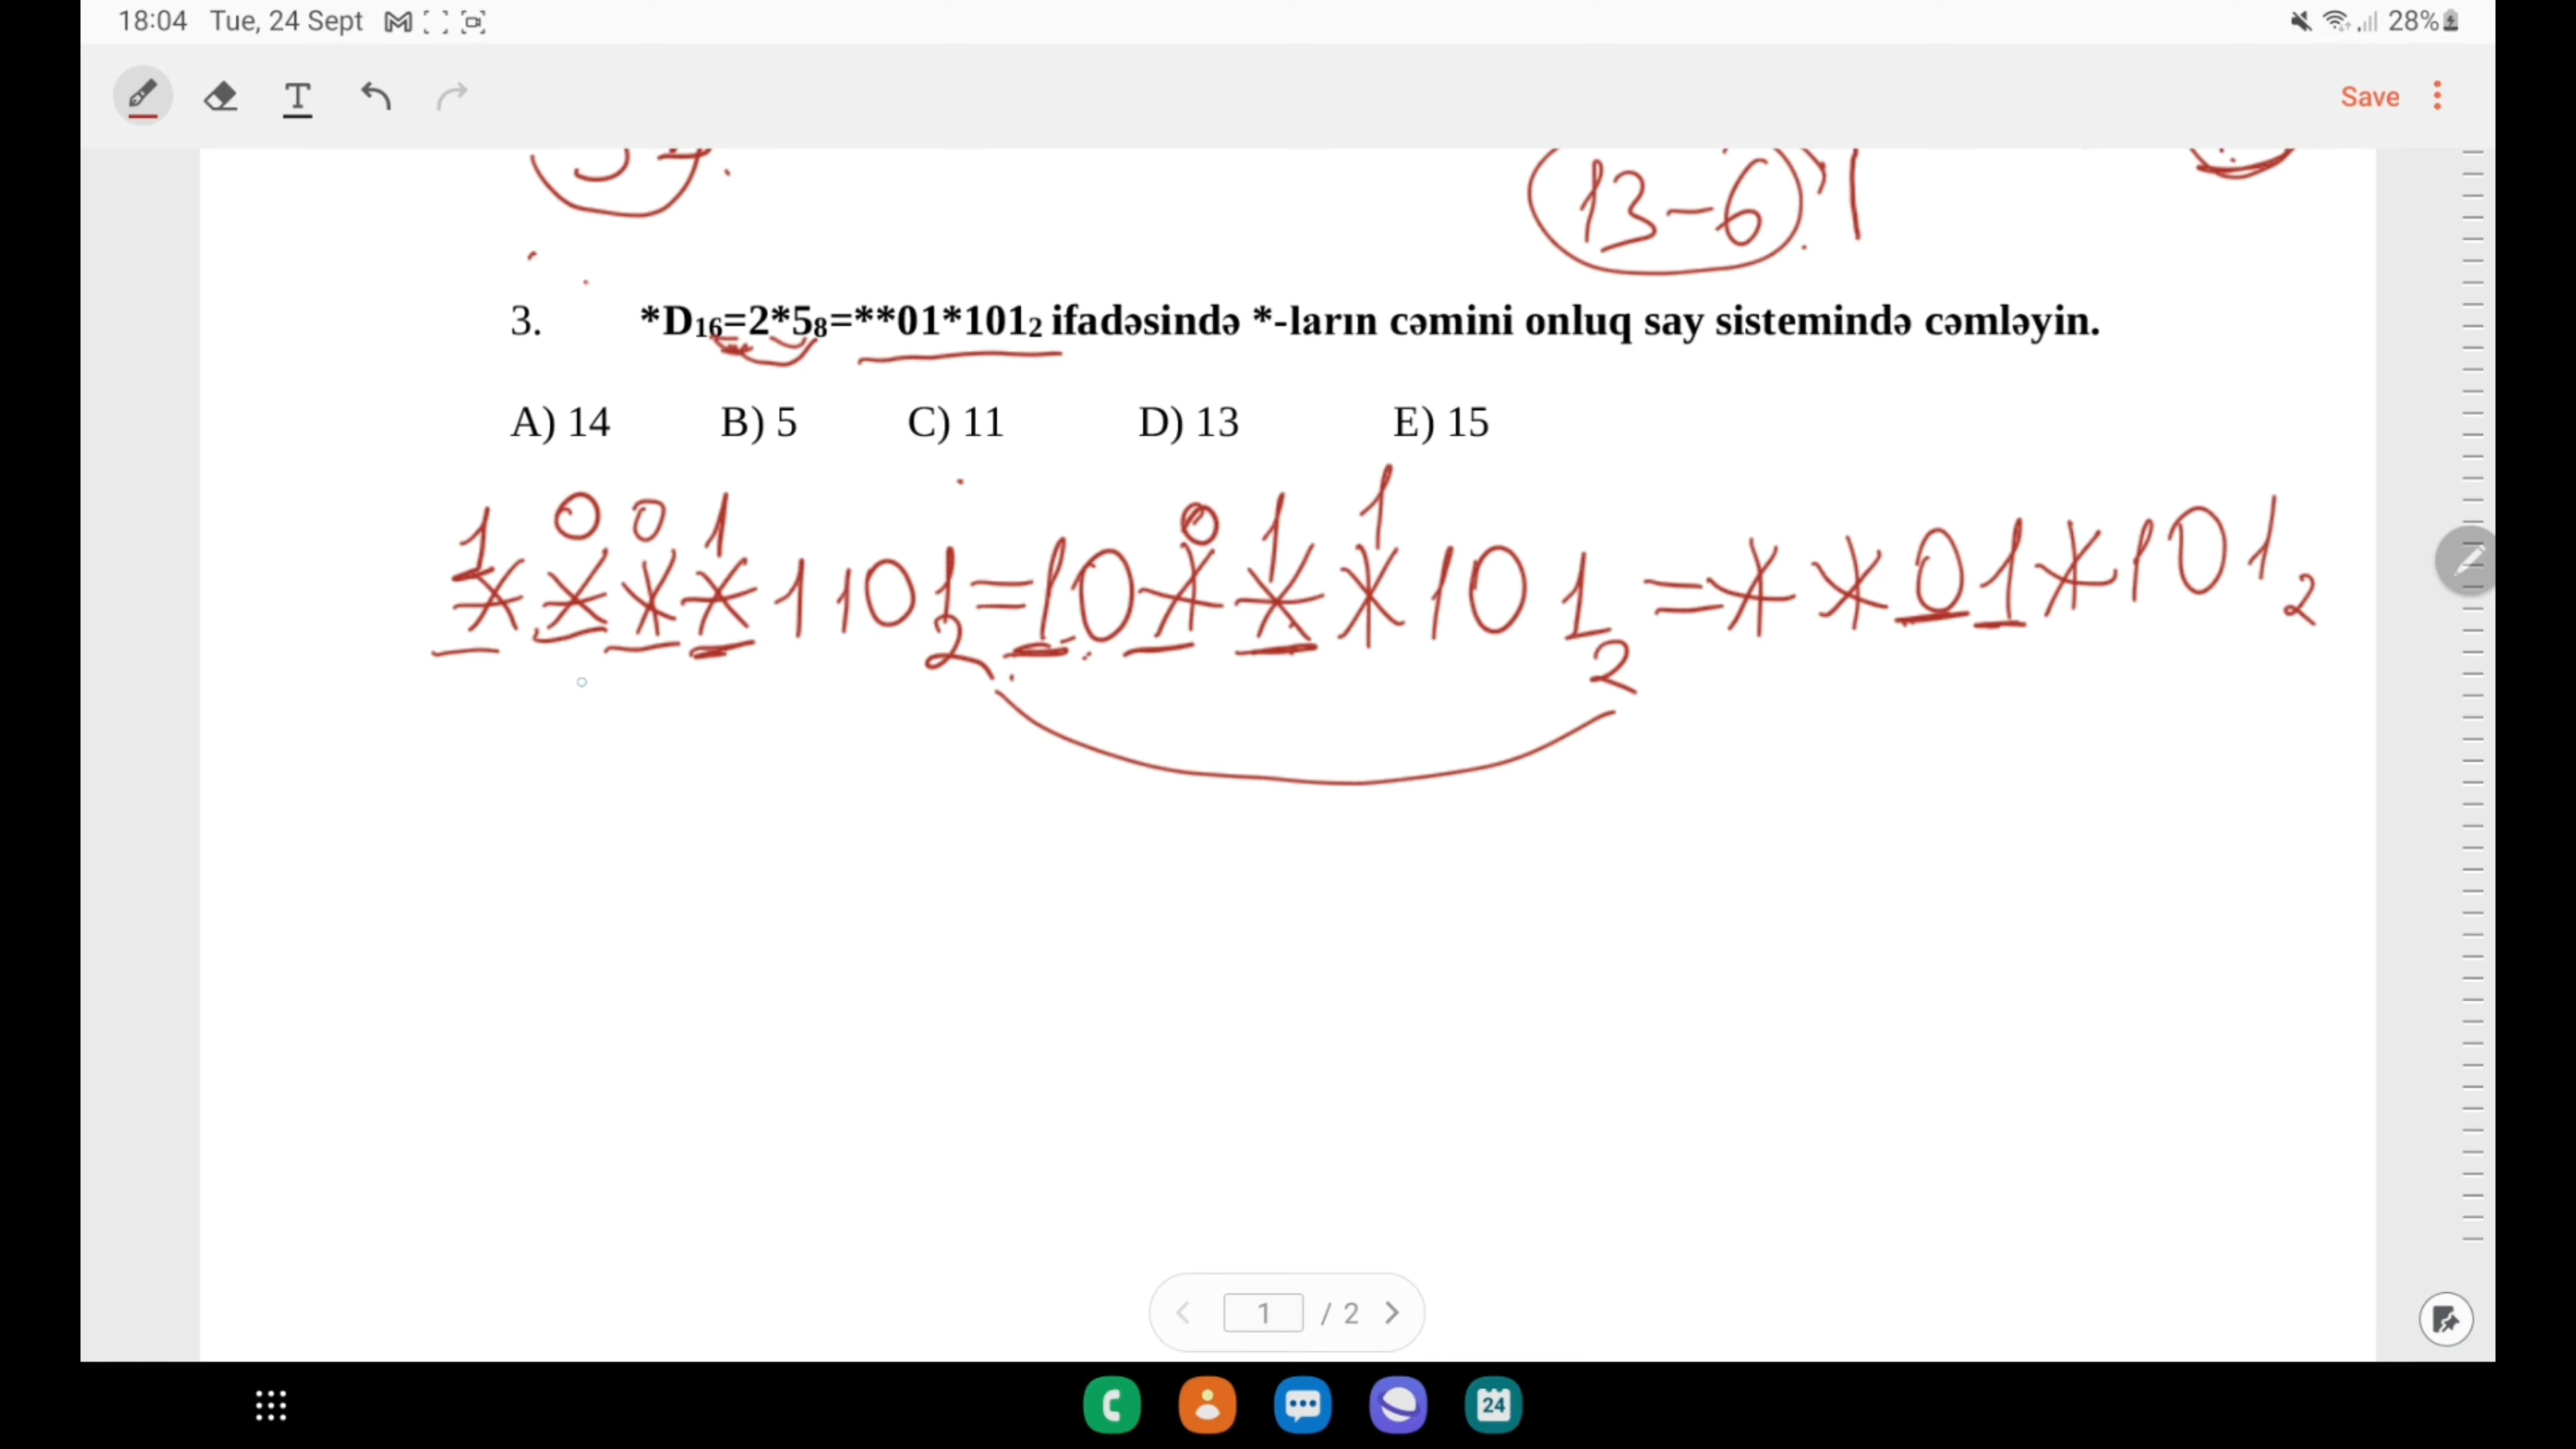 18:04 Tue, 24 Sept 28%
T Save
13-6
3. *D₁₆=2*5₈=**01*101₂ ifadəsində *-ların cəmini onluq say sistemində cəmləyin.
A) 14 B) 5 C) 11 D) 13 E) 15
1 0 0 1 0 1 1
****1101₂=10***101₂=**01*101₂
1 / 2
24